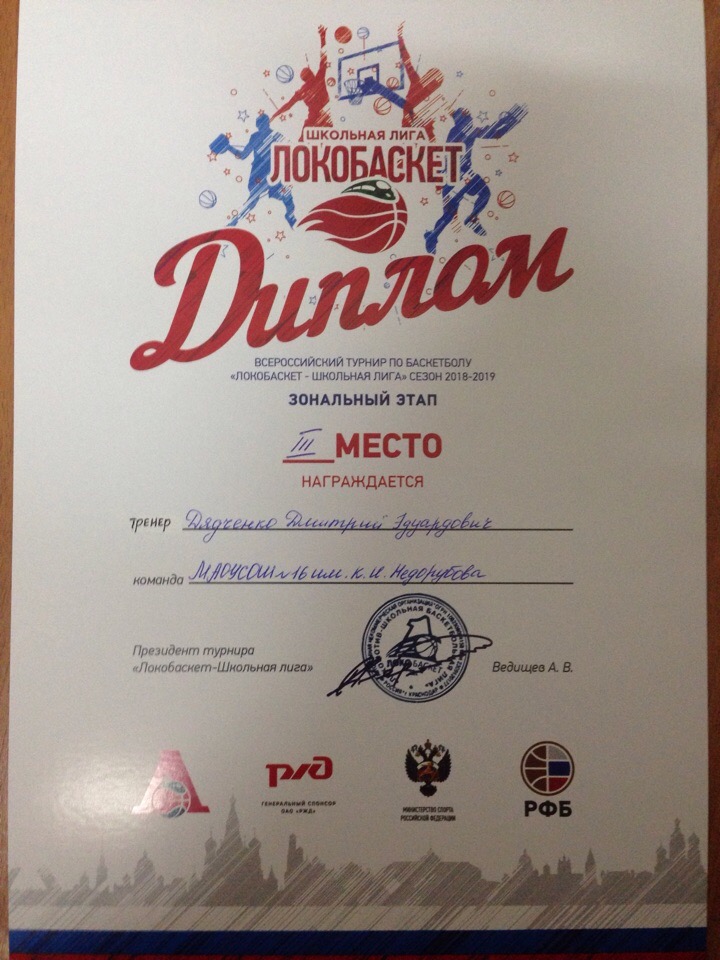 ШКОЛЬНАЯ ЛИГА
ЛОКОБАСКЕТ
Диплом
ВСЕРОССИЙСКИЙ ТУРНИР ПО БАСКЕТБОЛУ
«ЛОКОБАСКЕТ - ШКОЛЬНАЯ ЛИГА» СЕЗОН 2018-2019
ЗОНАЛЬНЫЙ ЭТАП
III МЕСТО
НАГРАЖДАЕТСЯ
тренер Дядченко Дмитрий Эдуардович
команда МАОУСОШ №16 им. К. И. Недорубова
Президент турнира
«Локобаскет-Школьная лига»
ЛОКОБАСКЕТ
Ведищев А. В.
РЖД
ГЕНЕРАЛЬНЫЙ СПОНСОР
ОАО «РЖД»
МИНИСТЕРСТВО СПОРТА
РОССИЙСКОЙ ФЕДЕРАЦИИ
РФБ